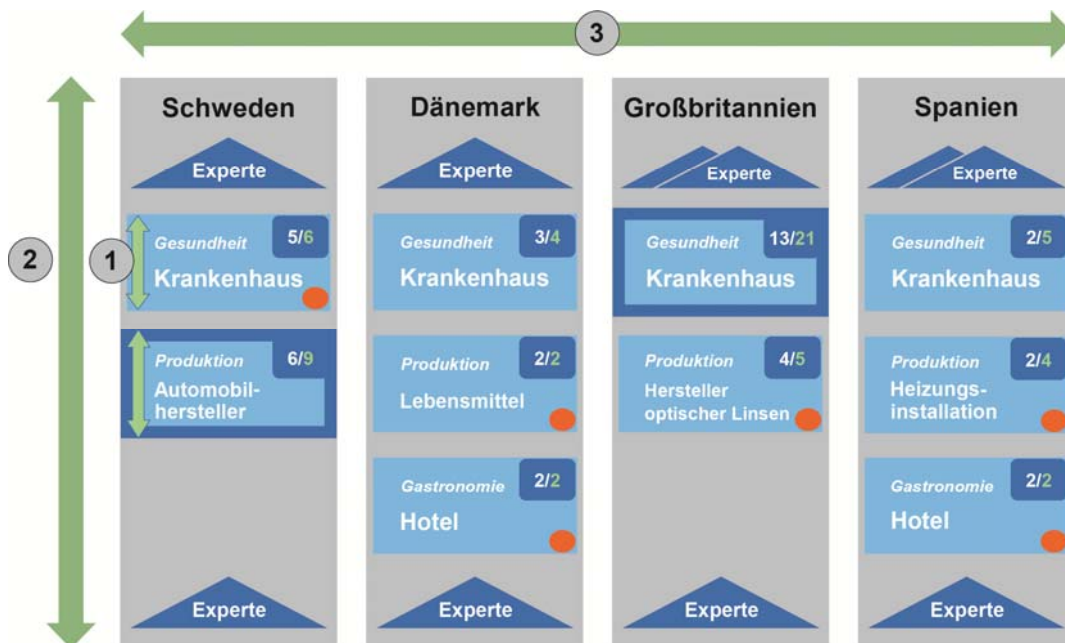 3
Schweden
Dänemark
Großbritannien
Spanien
Experte
Experte
Experte
Experte
2
1
Gesundheit
5/6
Krankenhaus
Gesundheit
3/4
Krankenhaus
Gesundheit
13/21
Krankenhaus
Gesundheit
2/5
Krankenhaus
Produktion
6/9
Automobil-
hersteller
Produktion
2/2
Lebensmittel
Produktion
4/5
Hersteller
optischer Linsen
Produktion
2/4
Heizungs-
installation
Gastronomie
2/2
Hotel
Gastronomie
2/2
Hotel
Experte
Experte
Experte
Experte